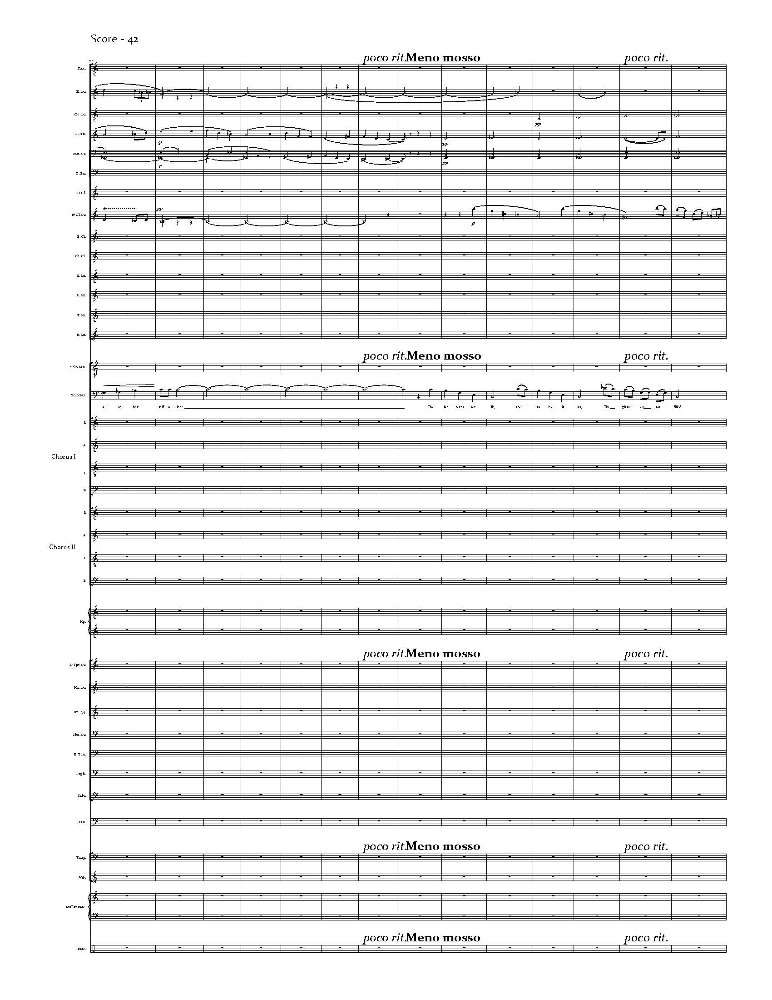 Score - 42
poco rit. Meno mosso poco rit.
Picc.
Fl. 1-2
3
Ob. 1-2
pp
E. Hn.
p pp
Bsn. 1-2
p pp
C. Bn.
E♭ Cl.
pp
B♭ Cl. 1-2
p
B. Cl.
Cb. Cl.
S. Sx.
A. Sx.
T. Sx.
B. Sx.
poco rit. Meno mosso poco rit.
Solo Ten.
Solo Bar.
all to her self a - lone. The lan - terns are lit, the - ta - ble is set, The glass - es are - filled.
S
A
Chorus I
T
B
S
A
Chorus II
T
B
Hp.
poco rit. Meno mosso poco rit.
B♭ Tpt. 1-2
Hn. 1-2
Hn. 3-4
Tbn. 1-2
B. Tbn.
Euph.
Tuba
D.B.
poco rit. Meno mosso poco rit.
Timp.
Vib.
Mallet Perc.
poco rit. Meno mosso poco rit.
Perc.